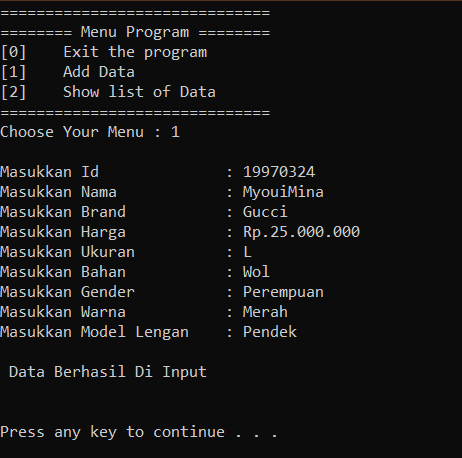 ==============================
======== Menu Program ========
[0]    Exit the program
[1]    Add Data
[2]    Show list of Data
==============================
Choose Your Menu : 1
Masukkan Id              : 19970324
Masukkan Nama            : MyouiMina
Masukkan Brand           : Gucci
Masukkan Harga           : Rp.25.000.000
Masukkan Ukuran          : L
Masukkan Bahan           : Wol
Masukkan Gender          : Perempuan
Masukkan Warna           : Merah
Masukkan Model Lengan    : Pendek
Data Berhasil Di Input
Press any key to continue . . .